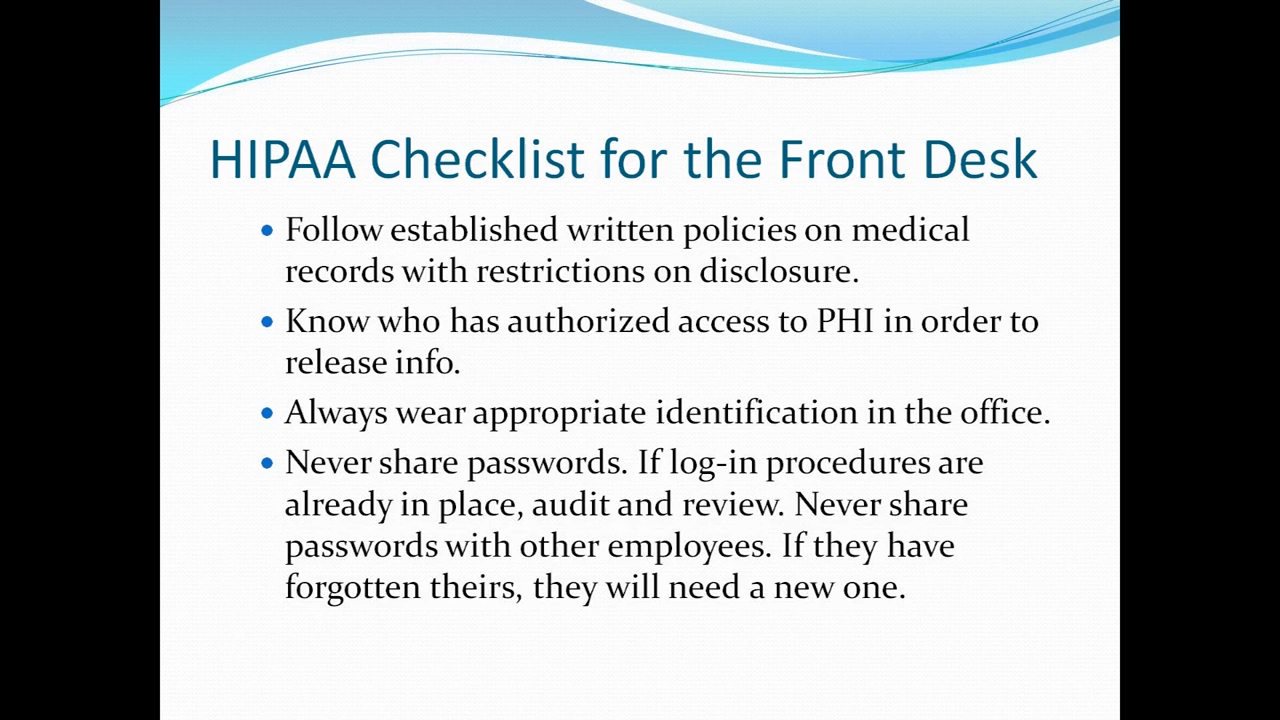 HIPAA Checklist for the Front Desk
• Follow established written policies on medical
records with restrictions on disclosure.
• Know who has authorized access to PHI in order to
release info.
• Always wear appropriate identification in the office.
• Never share passwords. If log-in procedures are
already in place, audit and review. Never share
passwords with other employees. If they have
forgotten theirs, they will need a new one.